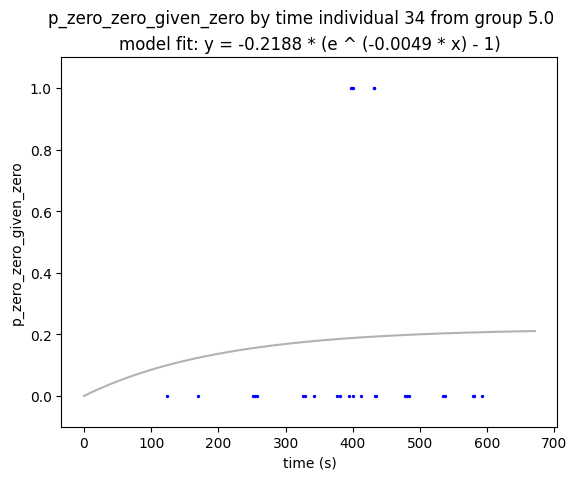 p_zero_zero_given_zero by time individual 34 from group 5.0
model fit: y = -0.2188 * (e ^ (-0.0049 * x) - 1)
1.0
0.8
0.6
0.4
0.2
0.0
p_zero_zero_given_zero
0 100 200 300 400 500 600 700
time (s)